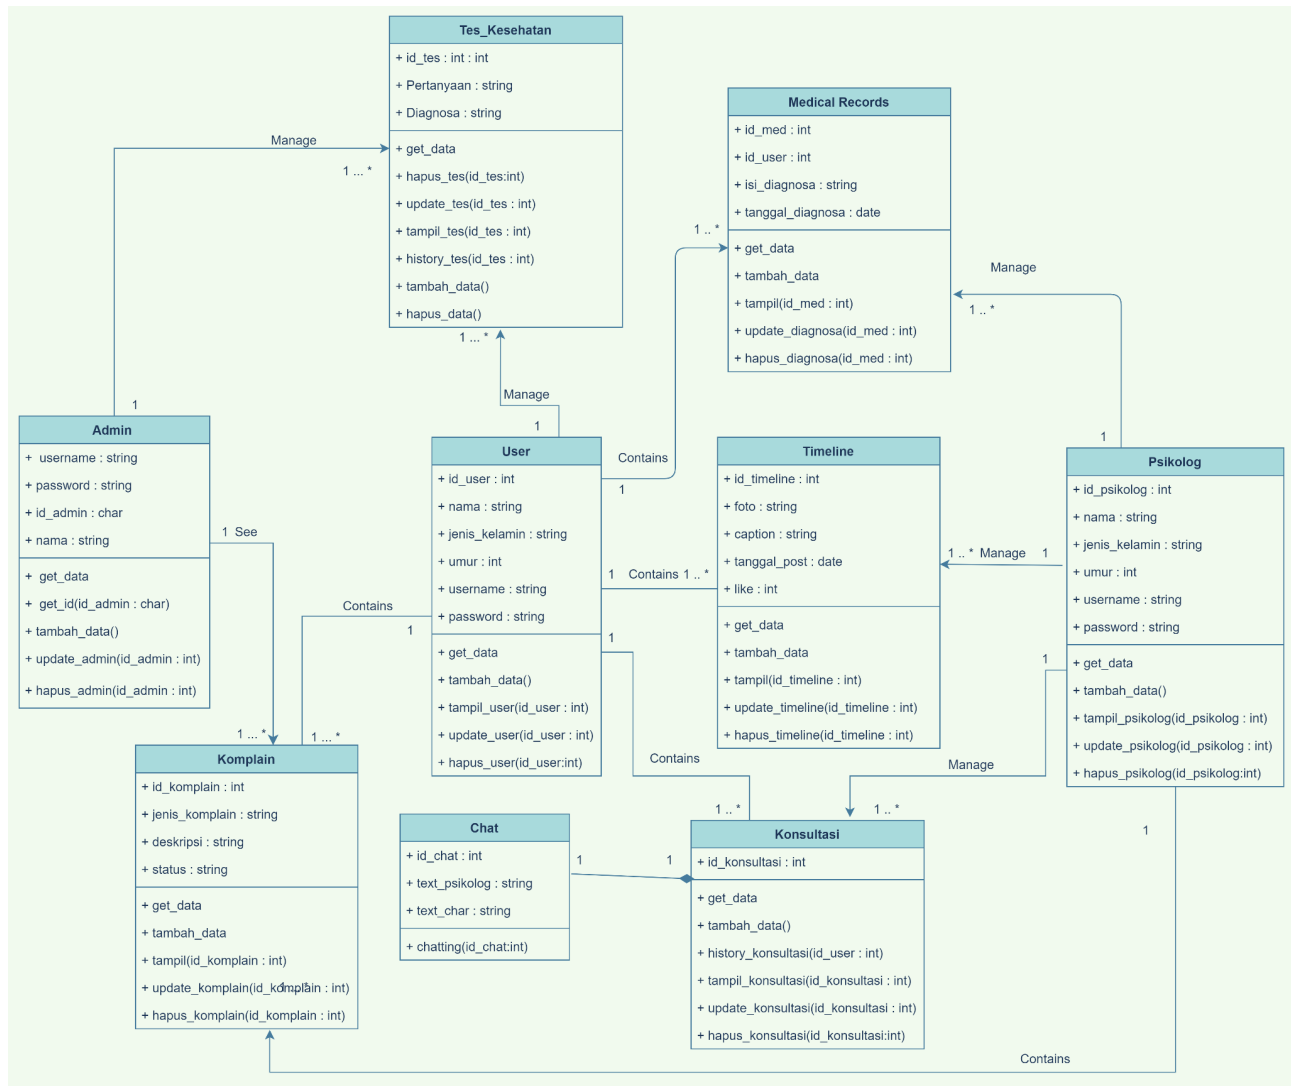 Tes_Kesehatan
+ id_tes : int : int
+ Pertanyaan : string
+ Diagnosa : string
+ get_data
+ hapus_tes(id_tes:int)
+ update_tes(id_tes : int)
+ tampil_tes(id_tes : int)
+ history_tes(id_tes : int)
+ tambah_data()
+ hapus_data()
Medical Records
+ id_med : int
+ id_user : int
+ isi_diagnosa : string
+ tanggal_diagnosa : date
+ get_data
+ tambah_data
+ tampil(id_med : int)
+ update_diagnosa(id_med : int)
+ hapus_diagnosa(id_med : int)
Manage
1 ... *
1
1 ... *
Manage
1
1 .. *
Contains
1
Manage
1 .. *
1
Admin
+ username : string
+ password : string
+ id_admin : char
+ nama : string
+ get_data
+ get_id(id_admin : char)
+ tambah_data()
+ update_admin(id_admin : int)
+ hapus_admin(id_admin : int)
User
+ id_user : int
+ nama : string
+ jenis_kelamin : string
+ umur : int
+ username : string
+ password : string
+ get_data
+ tambah_data()
+ tampil_user(id_user : int)
+ update_user(id_user : int)
+ hapus_user(id_user:int)
Timeline
+ id_timeline : int
+ foto : string
+ caption : string
+ tanggal_post : date
+ like : int
+ get_data
+ tambah_data
+ tampil(id_timeline : int)
+ update_timeline(id_timeline : int)
+ hapus_timeline(id_timeline : int)
Psikolog
+ id_psikolog : int
+ nama : string
+ jenis_kelamin : string
+ umur : int
+ username : string
+ password : string
+ get_data
+ tambah_data()
+ tampil_psikolog(id_psikolog : int)
+ update_psikolog(id_psikolog : int)
+ hapus_psikolog(id_psikolog:int)
1 See
1 ... *
Contains
1
1 ... *
1 Contains 1 .. *
1 .. * Manage 1
1
Contains
1 .. *
1
Manage
1 .. *
1
Komplain
+ id_komplain : int
+ jenis_komplain : string
+ deskripsi : string
+ status : string
+ get_data
+ tambah_data
+ tampil(id_komplain : int)
+ update_komplain(id_komplain : int)
+ hapus_komplain(id_komplain : int)
Chat
+ id_chat : int
+ text_psikolog : string
+ text_char : string
+ chatting(id_chat:int)
1 1
Konsultasi
+ id_konsultasi : int
+ get_data
+ tambah_data()
+ history_konsultasi(id_user : int)
+ tampil_konsultasi(id_konsultasi : int)
+ update_konsultasi(id_konsultasi : int)
+ hapus_konsultasi(id_konsultasi:int)
Contains